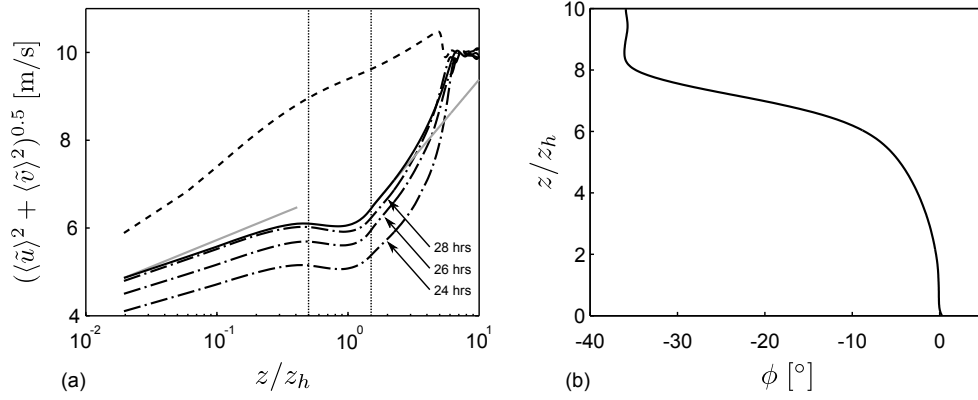 (⟨ũ⟩² + ⟨ṽ⟩²)^0.5 [m/s]
10
8
6
4
28 hrs
26 hrs
24 hrs
10^-2
10^-1
10^0
10^1
z/z_h
(a)
z/z_h
10
8
6
4
2
0
-40
-30
-20
-10
0
φ [°]
(b)